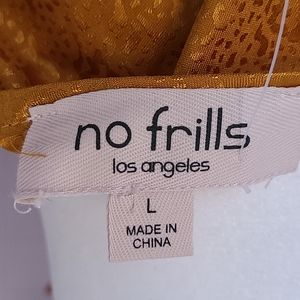 no frills
los angeles
L
MADE IN
CHINA